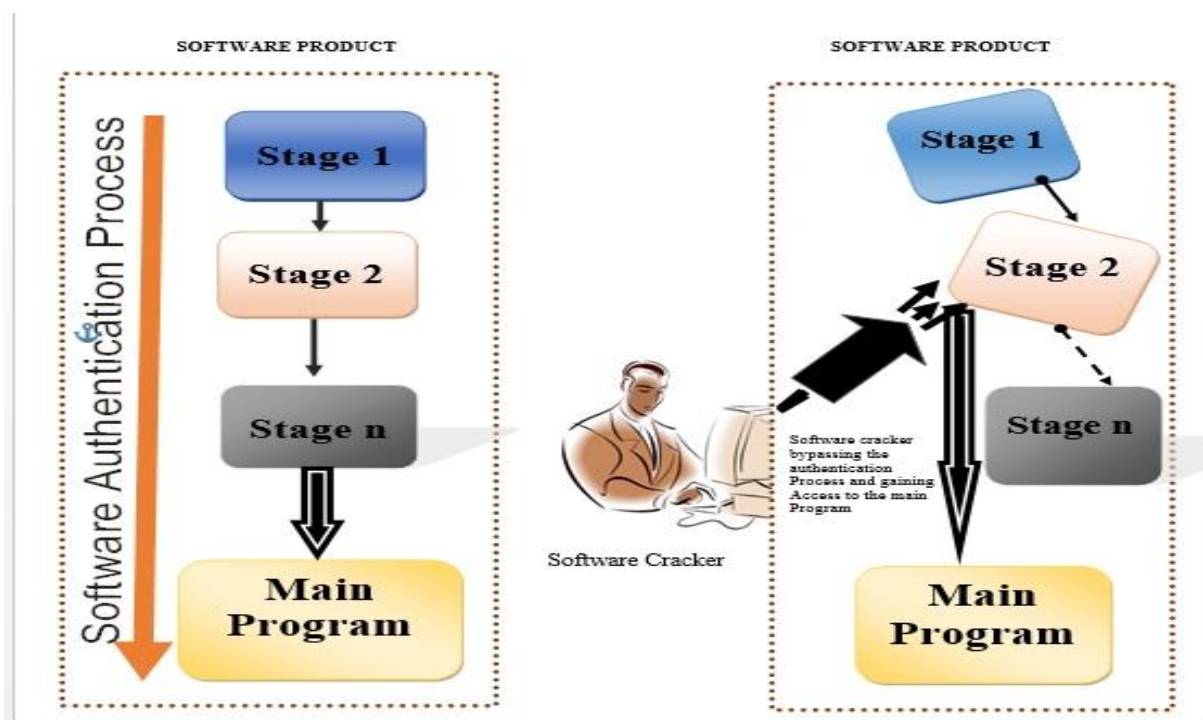 SOFTWARE PRODUCT
Software Authentication Process
Stage 1
Stage 2
Stage n
Main
Program
Software Cracker
SOFTWARE PRODUCT
Stage 1
Stage 2
Stage n
Software cracker
bypassing the
authentication
Process and gaining
Access to the main
Program
Main
Program